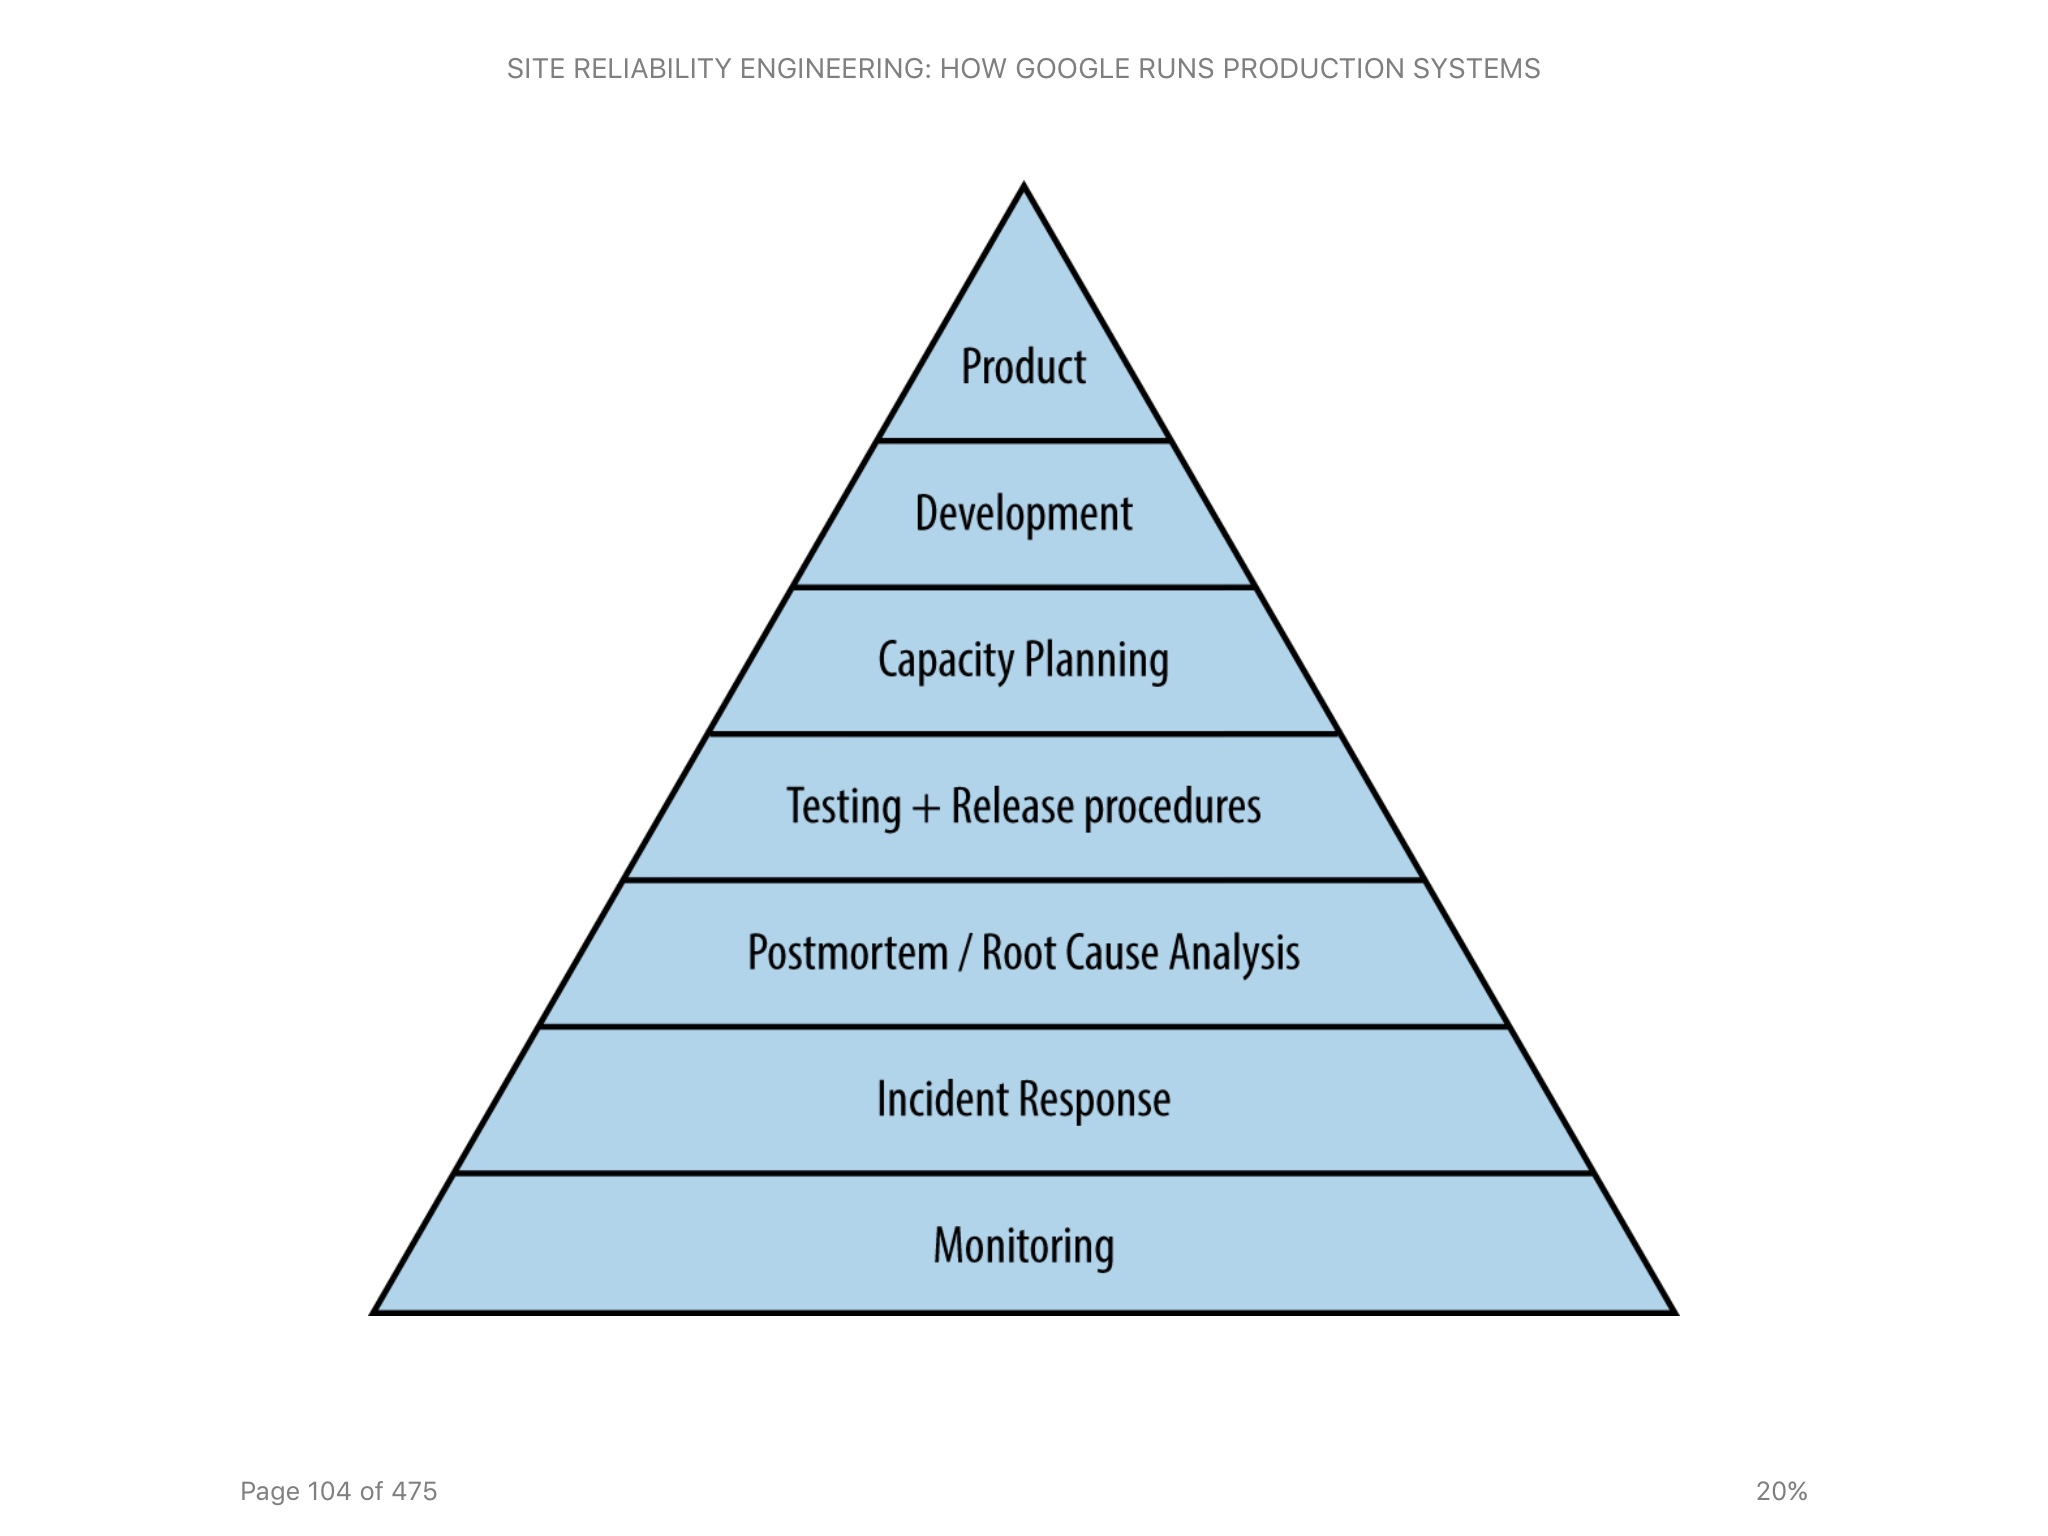 SITE RELIABILITY ENGINEERING: HOW GOOGLE RUNS PRODUCTION SYSTEMS
Product
Development
Capacity Planning
Testing + Release procedures
Postmortem / Root Cause Analysis
Incident Response
Monitoring
Page 104 of 475
20%